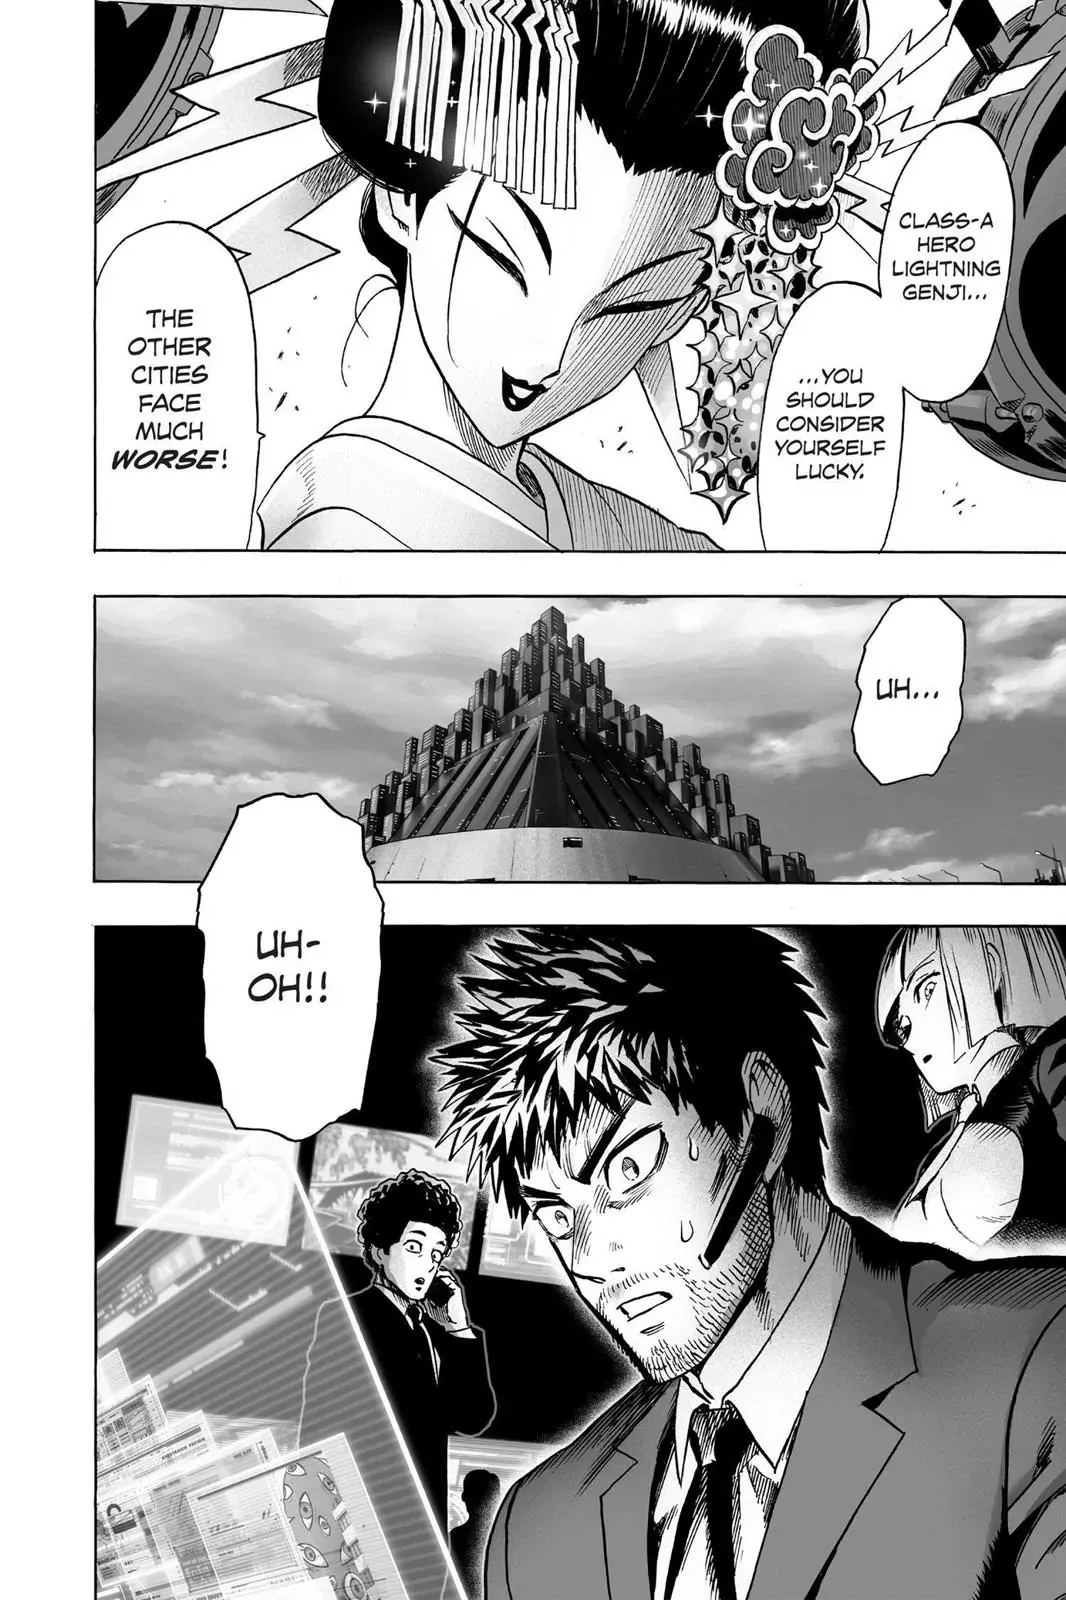 CLASS-A
HERO
LIGHTNING
GENJI...
...YOU
SHOULD
CONSIDER
YOURSELF
LUCKY.
THE
OTHER
CITIES
FACE
MUCH
WORSE!
UH...
UH-
OH!!